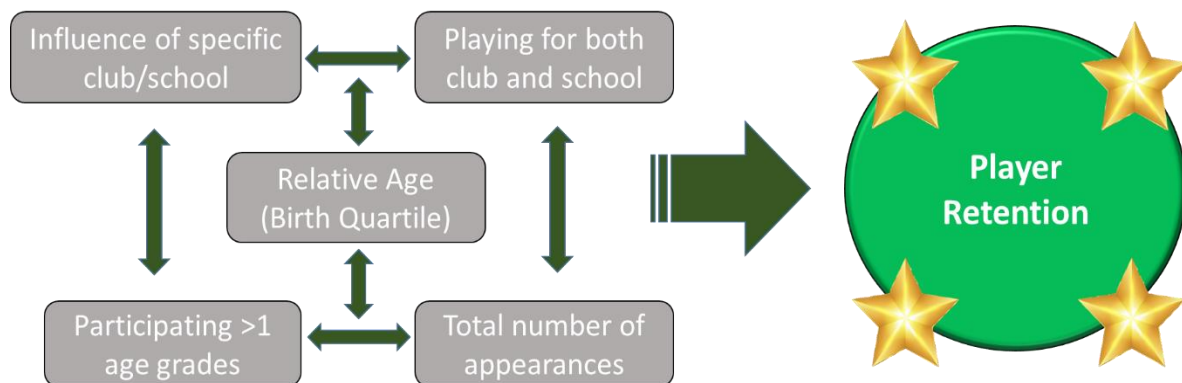 Influence of specific
club/school
Playing for both
club and school
Relative Age
(Birth Quartile)
Participating >1
age grades
Total number of
appearances
Player
Retention